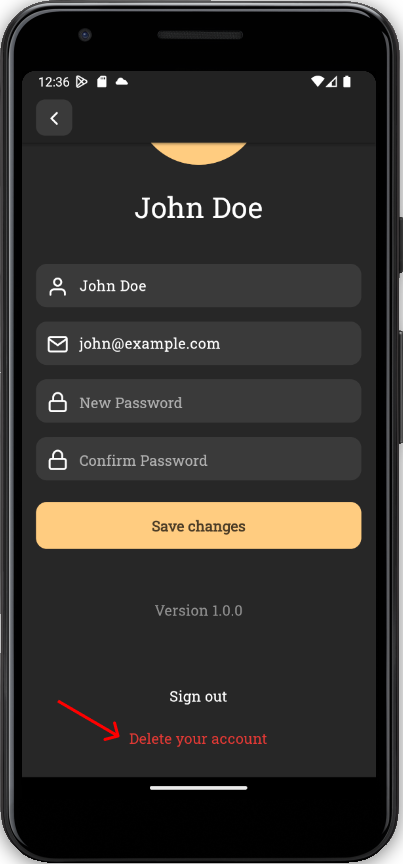 12:36
John Doe
John Doe
john@example.com
New Password
Confirm Password
Save changes
Version 1.0.0
Sign out
Delete your account